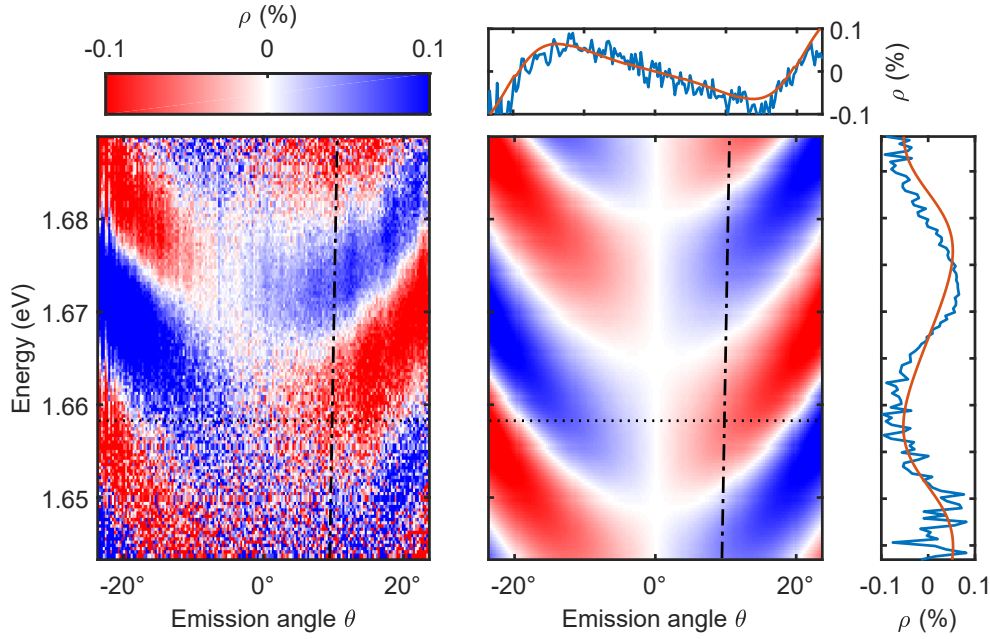 ρ (%)
-0.1 0 0.1
0.1
0
-0.1
ρ (%)
Energy (eV)
1.68
1.67
1.66
1.65
-20° 0° 20°
Emission angle θ
-20° 0° 20°
Emission angle θ
-0.1 0 0.1
ρ (%)